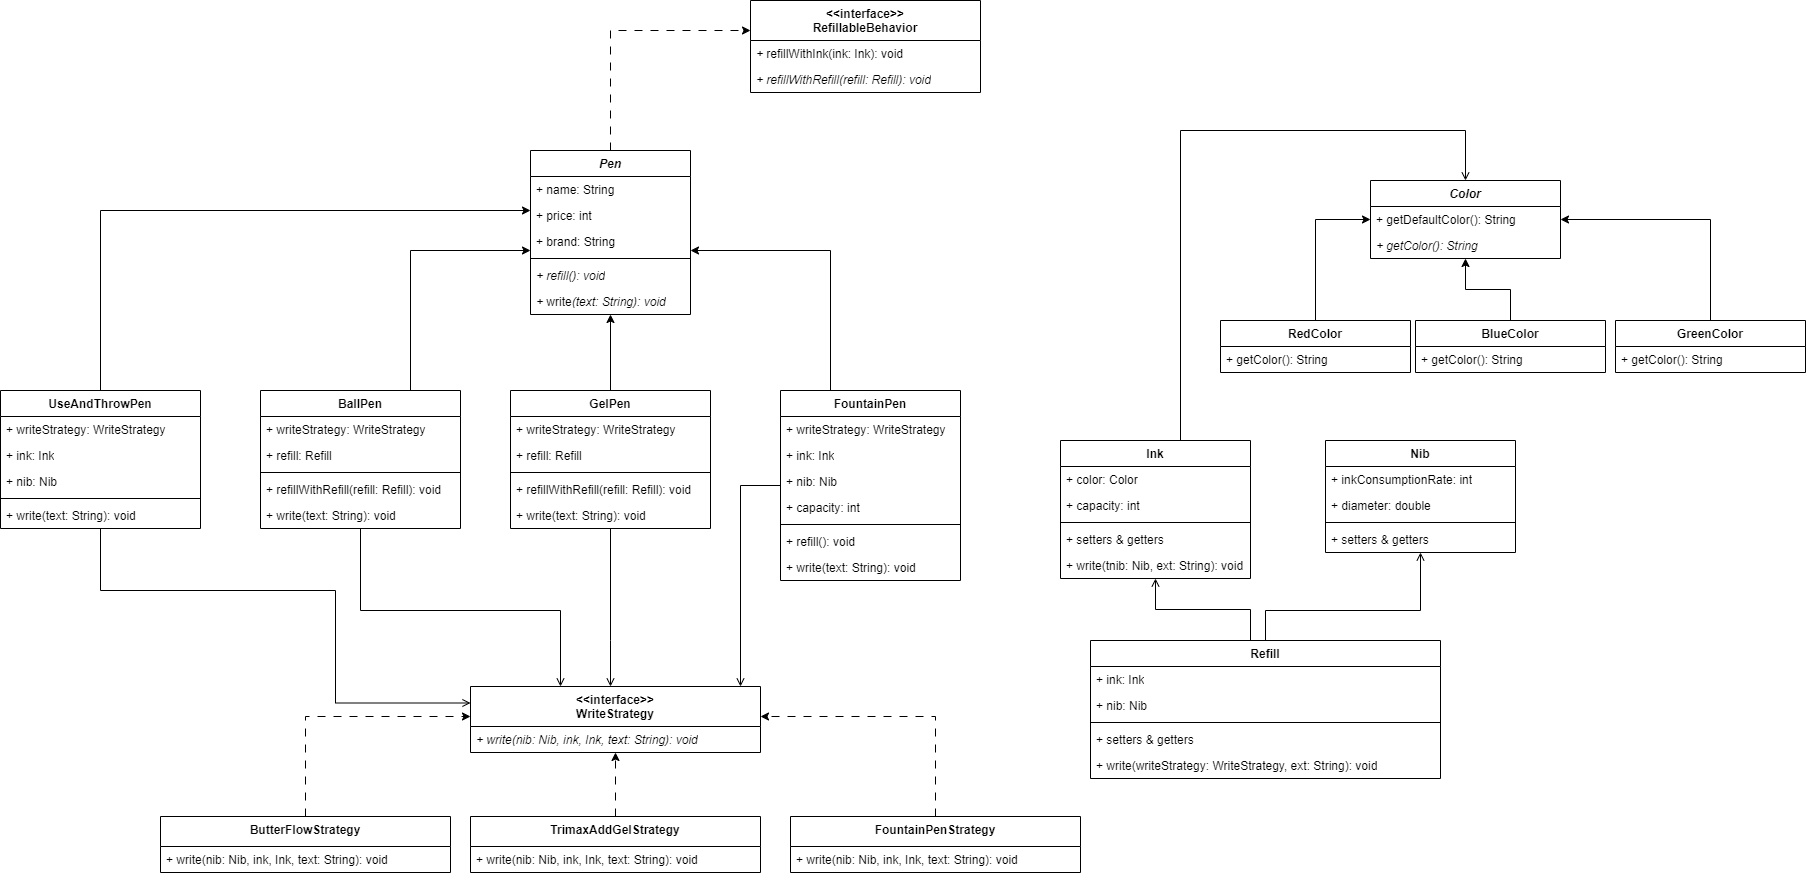 <<interface>>
RefillableBehavior
+ refillWithInk(ink: Ink): void
+ refillWithRefill(refill: Refill): void
Pen
+ name: String
+ price: int
+ brand: String
+ refill(): void
+ write(text: String): void
Color
+ getDefaultColor(): String
+ getColor(): String
RedColor
+ getColor(): String
BlueColor
+ getColor(): String
GreenColor
+ getColor(): String
UseAndThrowPen
+ writeStrategy: WriteStrategy
+ ink: Ink
+ nib: Nib
+ write(text: String): void
BallPen
+ writeStrategy: WriteStrategy
+ refill: Refill
+ refillWithRefill(refill: Refill): void
+ write(text: String): void
GelPen
+ writeStrategy: WriteStrategy
+ refill: Refill
+ refillWithRefill(refill: Refill): void
+ write(text: String): void
FountainPen
+ writeStrategy: WriteStrategy
+ ink: Ink
+ nib: Nib
+ capacity: int
+ refill(): void
+ write(text: String): void
Ink
+ color: Color
+ capacity: int
+ setters & getters
+ write(tnib: Nib, ext: String): void
Nib
+ inkConsumptionRate: int
+ diameter: double
+ setters & getters
Refill
+ ink: Ink
+ nib: Nib
+ setters & getters
+ write(writeStrategy: WriteStrategy, ext: String): void
<<interface>>
WriteStrategy
+ write(nib: Nib, ink, Ink, text: String): void
ButterFlowStrategy
+ write(nib: Nib, ink, Ink, text: String): void
TrimaxAddGelStrategy
+ write(nib: Nib, ink, Ink, text: String): void
FountainPenStrategy
+ write(nib: Nib, ink, Ink, text: String): void